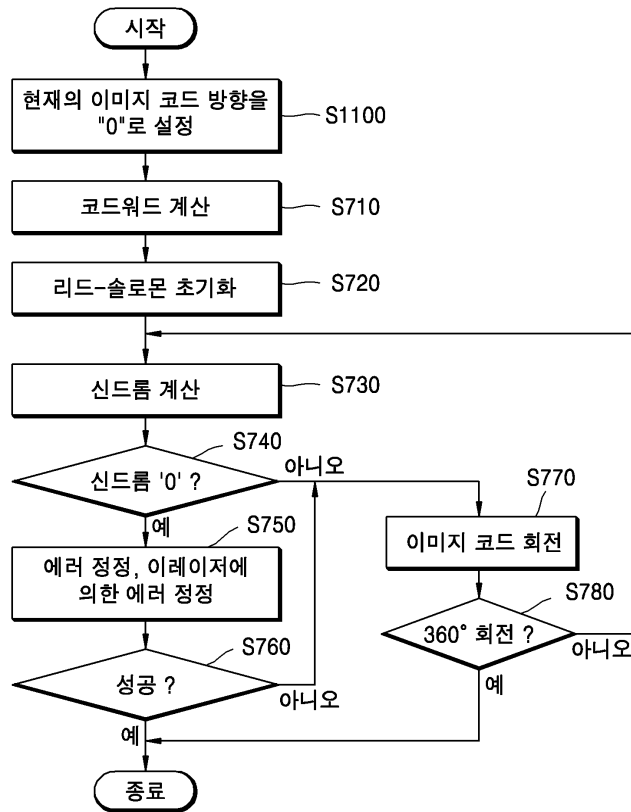 시작
현재의 이미지 코드 방향을
"0"로 설정
S1100
코드워드 계산
S710
리드-솔로몬 초기화
S720
신드롬 계산
S730
S740
신드롬 '0' ?
아니오
예
S770
이미지 코드 회전
S750
에러 정정, 이레이저에
의한 에러 정정
S780
360° 회전 ?
아니오
예
S760
성공 ?
아니오
예
종료